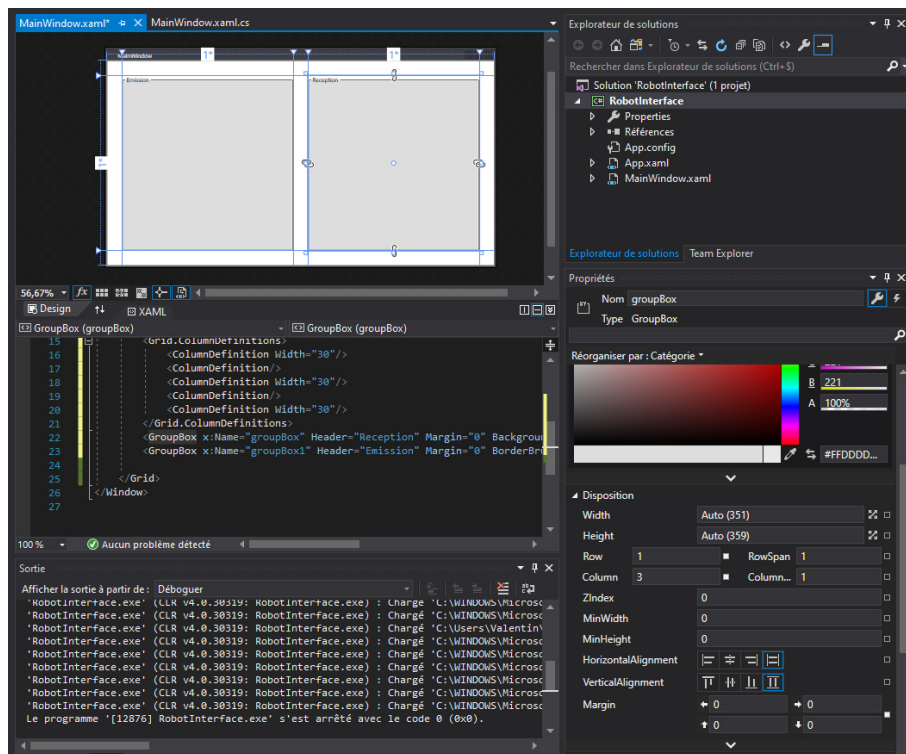 MainWindow.xaml* MainWindow.xaml.cs
MainWindow
1* 1*
Emission Reception
1*
56,67% fx
Design XAML
GroupBox (groupBox) GroupBox (groupBox)
15 <Grid.ColumnDefinitions>
16 <ColumnDefinition Width="30"/>
17 <ColumnDefinition/>
18 <ColumnDefinition Width="30"/>
19 <ColumnDefinition/>
20 <ColumnDefinition Width="30"/>
21 </Grid.ColumnDefinitions>
22 <GroupBox x:Name="groupBox" Header="Reception" Margin="0" Backgrou
23 <GroupBox x:Name="groupBox1" Header="Emission" Margin="0" BorderBr
24
25 </Grid>
26 </Window>
27
100 % Aucun problème détecté
Sortie
Afficher la sortie à partir de : Déboguer
'RobotInterface.exe' (CLR v4.0.30319: RobotInterface.exe) : Chargé 'C:\WINDOWS\Microsc
'RobotInterface.exe' (CLR v4.0.30319: RobotInterface.exe) : Chargé 'C:\WINDOWS\Microsc
'RobotInterface.exe' (CLR v4.0.30319: RobotInterface.exe) : Chargé 'C:\Users\Valentin\
'RobotInterface.exe' (CLR v4.0.30319: RobotInterface.exe) : Chargé 'C:\WINDOWS\Microsc
'RobotInterface.exe' (CLR v4.0.30319: RobotInterface.exe) : Chargé 'C:\WINDOWS\Microsc
'RobotInterface.exe' (CLR v4.0.30319: RobotInterface.exe) : Chargé 'C:\WINDOWS\Microsc
'RobotInterface.exe' (CLR v4.0.30319: RobotInterface.exe) : Chargé 'C:\WINDOWS\Microsc
'RobotInterface.exe' (CLR v4.0.30319: RobotInterface.exe) : Chargé 'C:\WINDOWS\Microsc
'RobotInterface.exe' (CLR v4.0.30319: RobotInterface.exe) : Chargé 'C:\WINDOWS\Microsc
Le programme '[12876] RobotInterface.exe' s'est arrêté avec le code 0 (0x0).
Explorateur de solutions
Rechercher dans Explorateur de solutions (Ctrl+$)
Solution 'RobotInterface' (1 projet)
C# RobotInterface
Properties
Références
App.config
App.xaml
MainWindow.xaml
Explorateur de solutions Team Explorer
Propriétés
Nom groupBox
Type GroupBox
Réorganiser par : Catégorie
B 221
A 100%
#FFDDDD...
Disposition
Width Auto (351)
Height Auto (359)
Row 1 RowSpan 1
Column 3 Column... 1
ZIndex 0
MinWidth 0
MinHeight 0
HorizontalAlignment
VerticalAlignment
Margin 0 0
0 0